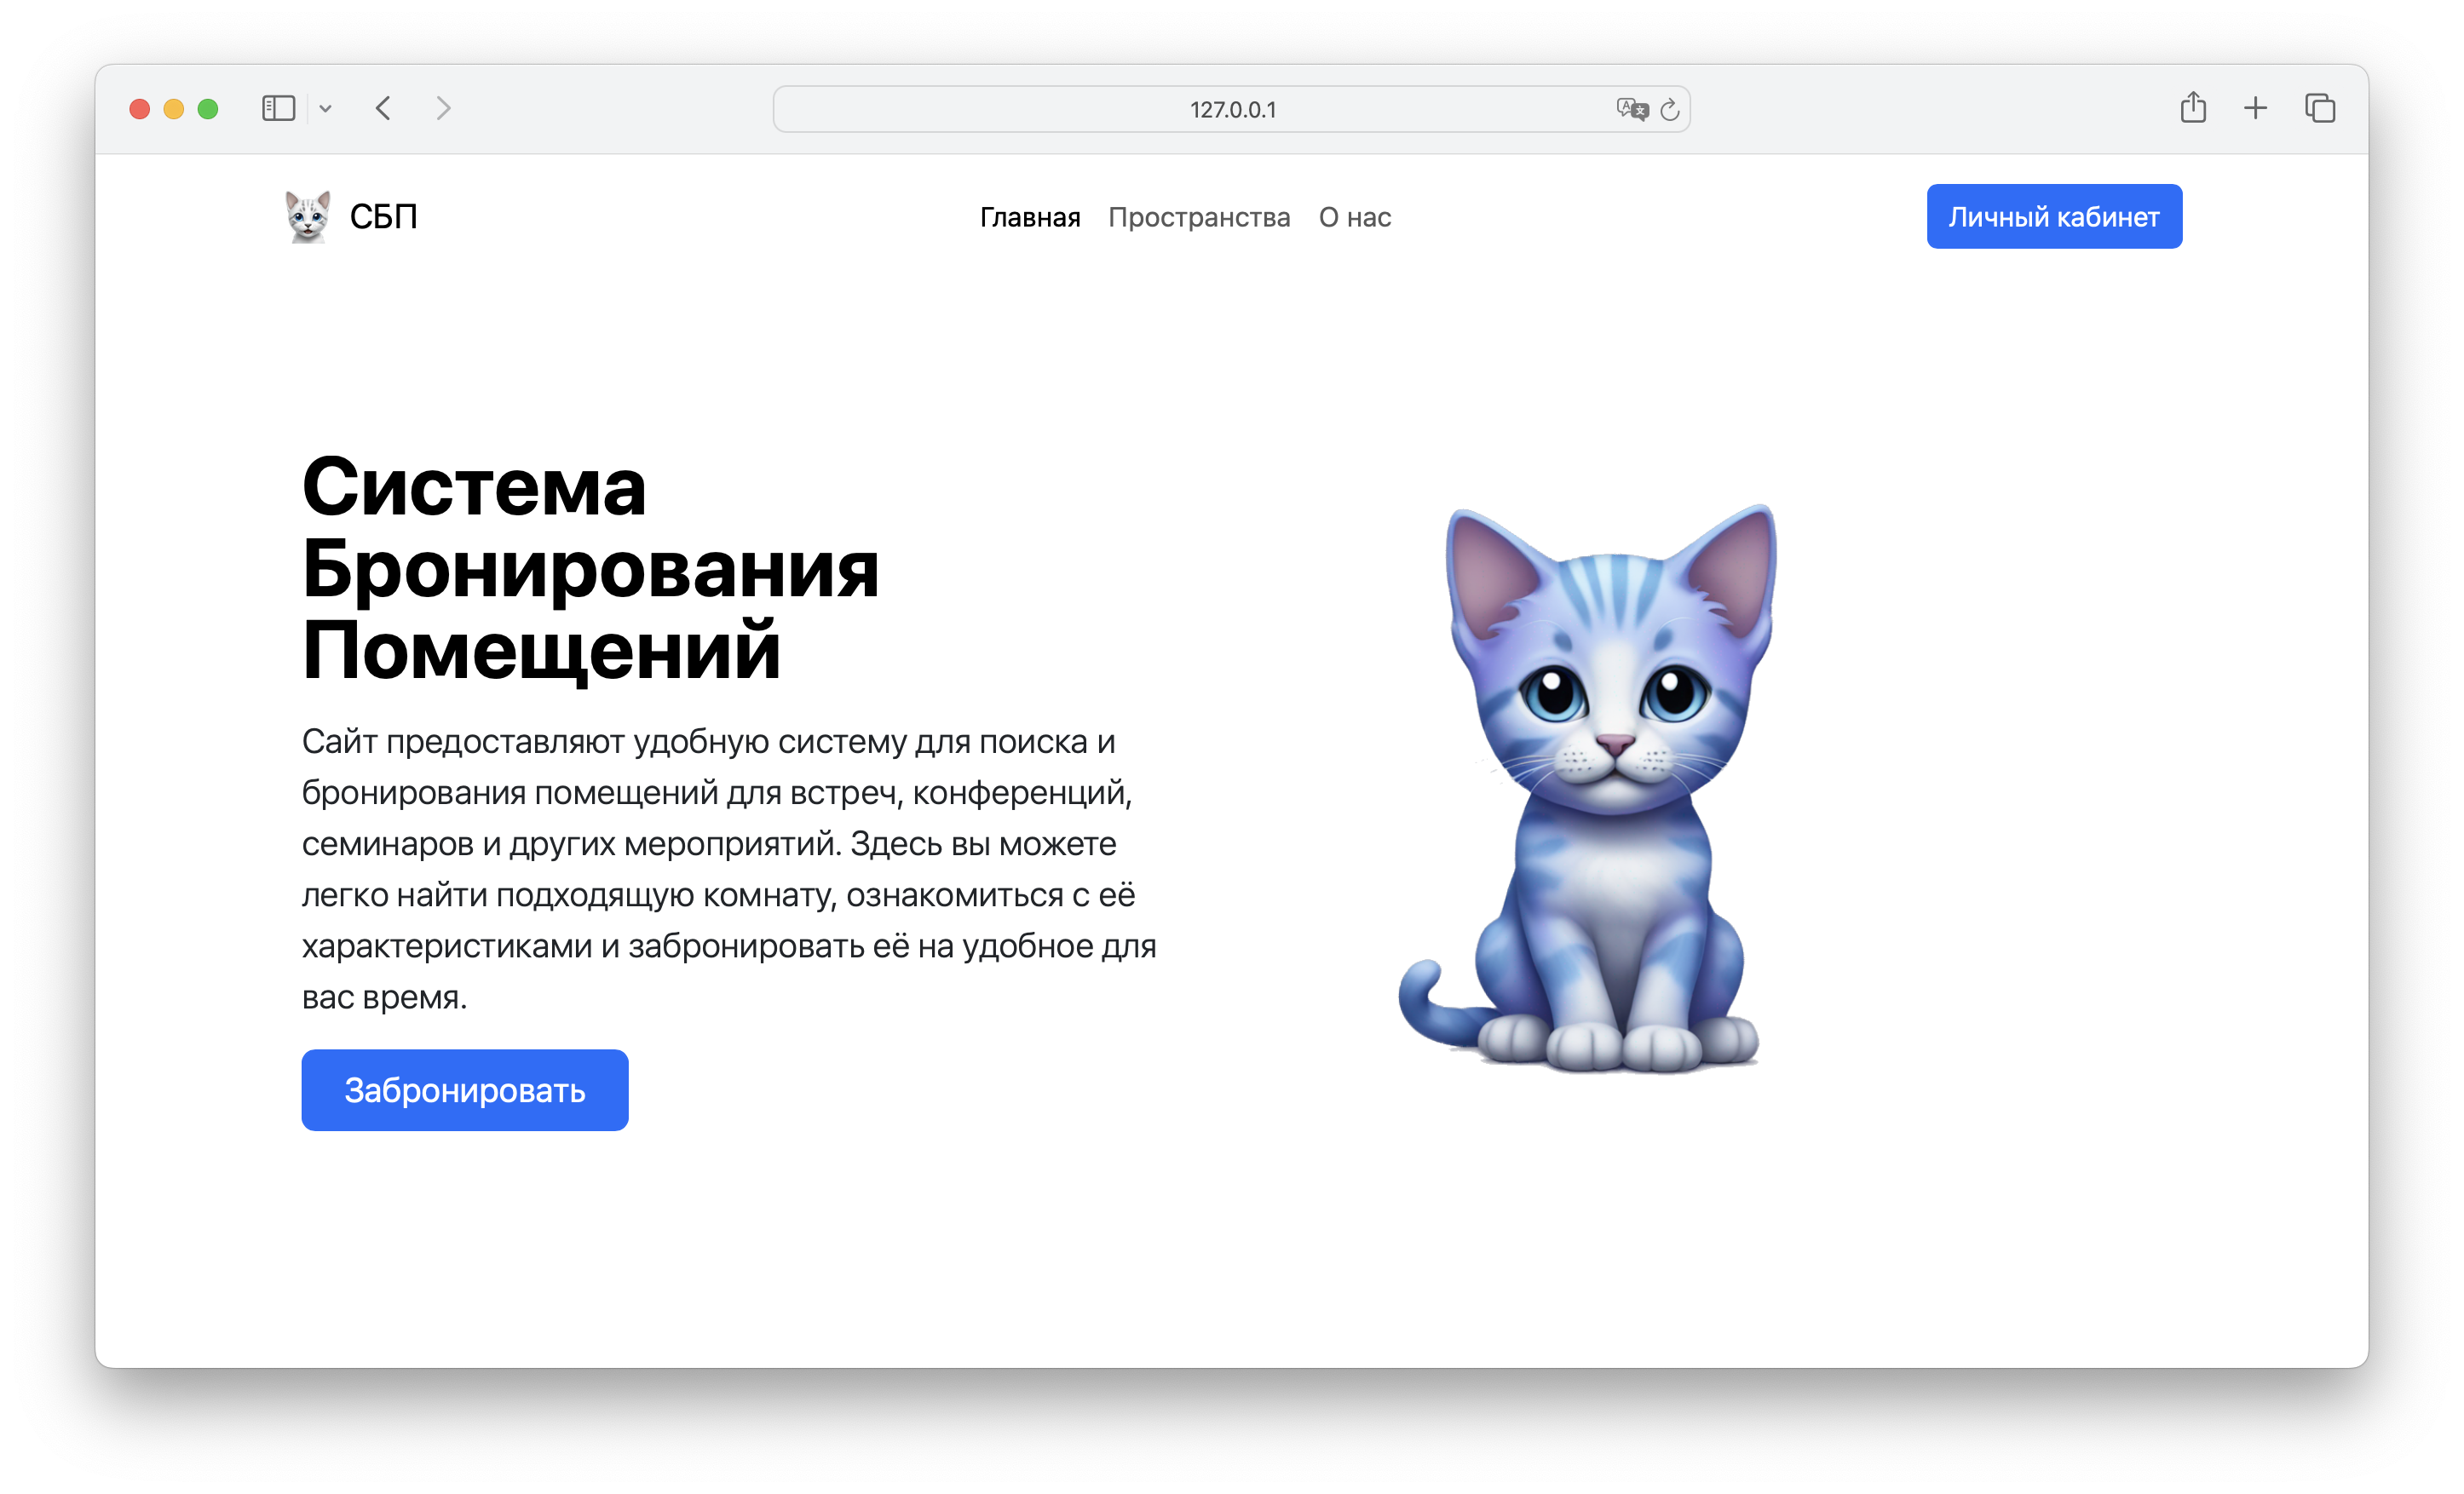 127.0.0.1
СБП
Главная Пространства О нас
Личный кабинет
Система
Бронирования
Помещений
Сайт предоставляют удобную систему для поиска и
бронирования помещений для встреч, конференций,
семинаров и других мероприятий. Здесь вы можете
легко найти подходящую комнату, ознакомиться с её
характеристиками и забронировать её на удобное для
вас время.
Забронировать